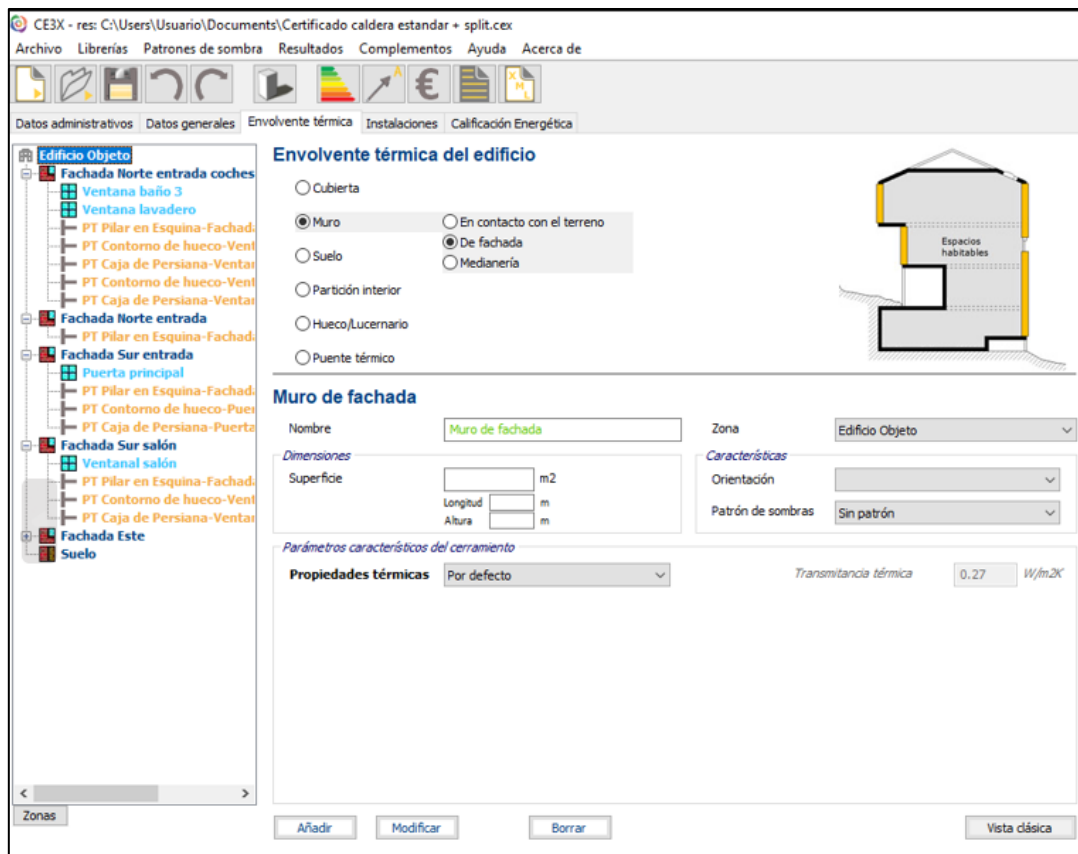 CE3X - res: C:\Users\Usuario\Documents\Certificado caldera estandar + split.cex
Archivo Librerías Patrones de sombra Resultados Complementos Ayuda Acerca de
A € XML
Datos administrativos Datos generales Envolvente térmica Instalaciones Calificación Energética
Edificio Objeto
Fachada Norte entrada coches
Ventana baño 3
Ventana lavadero
PT Pilar en Esquina-Fachad
PT Contorno de hueco-Vent
PT Caja de Persiana-Ventan
PT Contorno de hueco-Vent
PT Caja de Persiana-Ventan
Fachada Norte entrada
PT Pilar en Esquina-Fachad
Fachada Sur entrada
Puerta principal
PT Pilar en Esquina-Fachad
PT Contorno de hueco-Puer
PT Caja de Persiana-Puerta
Fachada Sur salón
Ventanal salón
PT Pilar en Esquina-Fachad
PT Contorno de hueco-Vent
PT Caja de Persiana-Ventan
Fachada Este
Suelo
Zonas
Envolvente térmica del edificio
Cubierta
Muro
En contacto con el terreno
De fachada
Medianería
Suelo
Partición interior
Hueco/Lucernario
Puente térmico
Espacios
habitables
Muro de fachada
Nombre Muro de fachada Zona Edificio Objeto
Dimensiones
Superficie m2
Longitud m
Altura m
Características
Orientación
Patrón de sombras Sin patrón
Parámetros característicos del cerramiento
Propiedades térmicas Por defecto Transmitancia térmica 0.27 W/m2K
Añadir Modificar Borrar Vista clásica